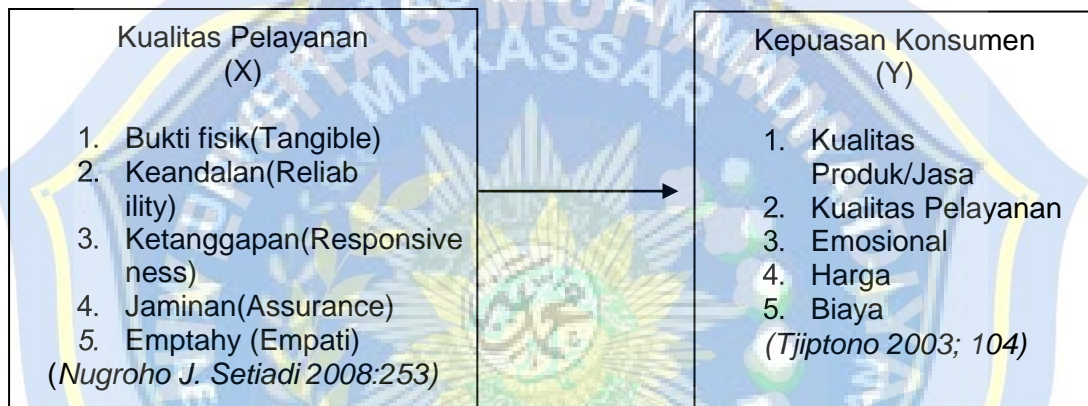 Kualitas Pelayanan
(X)
1. Bukti fisik(Tangible)
2. Keandalan(Reliab
ility)
3. Ketanggapan(Responsive
ness)
4. Jaminan(Assurance)
5. Emptahy (Empati)
(Nugroho J. Setiadi 2008:253)
Kepuasan Konsumen
(Y)
1. Kualitas
Produk/Jasa
2. Kualitas Pelayanan
3. Emosional
4. Harga
5. Biaya
(Tjiptono 2003; 104)
MAKASSAR